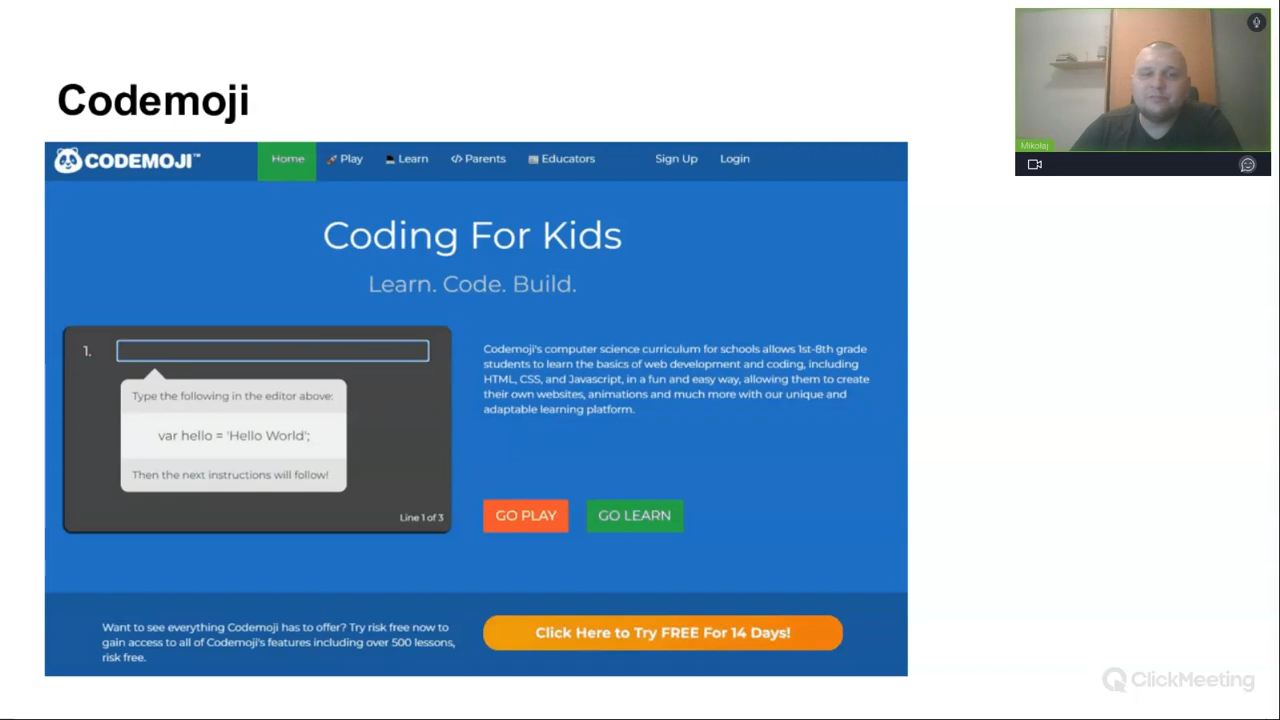 Codemoji
CODEMOJI™
Home
Play
Learn
</> Parents
Educators
Sign Up
Login
Coding For Kids
Learn. Code. Build.
1.
Type the following in the editor above:
var hello = 'Hello World';
Then the next instructions will follow!
Line 1 of 3
Codemoji's computer science curriculum for schools allows 1st-8th grade
students to learn the basics of web development and coding, including
HTML, CSS, and Javascript, in a fun and easy way, allowing them to create
their own websites, animations and much more with our unique and
adaptable learning platform.
GO PLAY
GO LEARN
Want to see everything Codemoji has to offer? Try risk free now to
gain access to all of Codemoji's features including over 500 lessons,
risk free.
Click Here to Try FREE For 14 Days!
Mikołaj
ClickMeeting